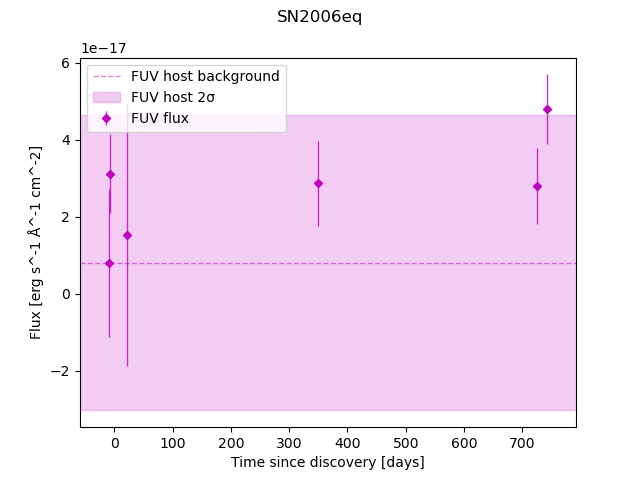 SN2006eq
1e−17
FUV host background
FUV host 2σ
FUV flux
6
4
2
0
−2
Flux [erg s^-1 Å^-1 cm^-2]
0 100 200 300 400 500 600 700
Time since discovery [days]